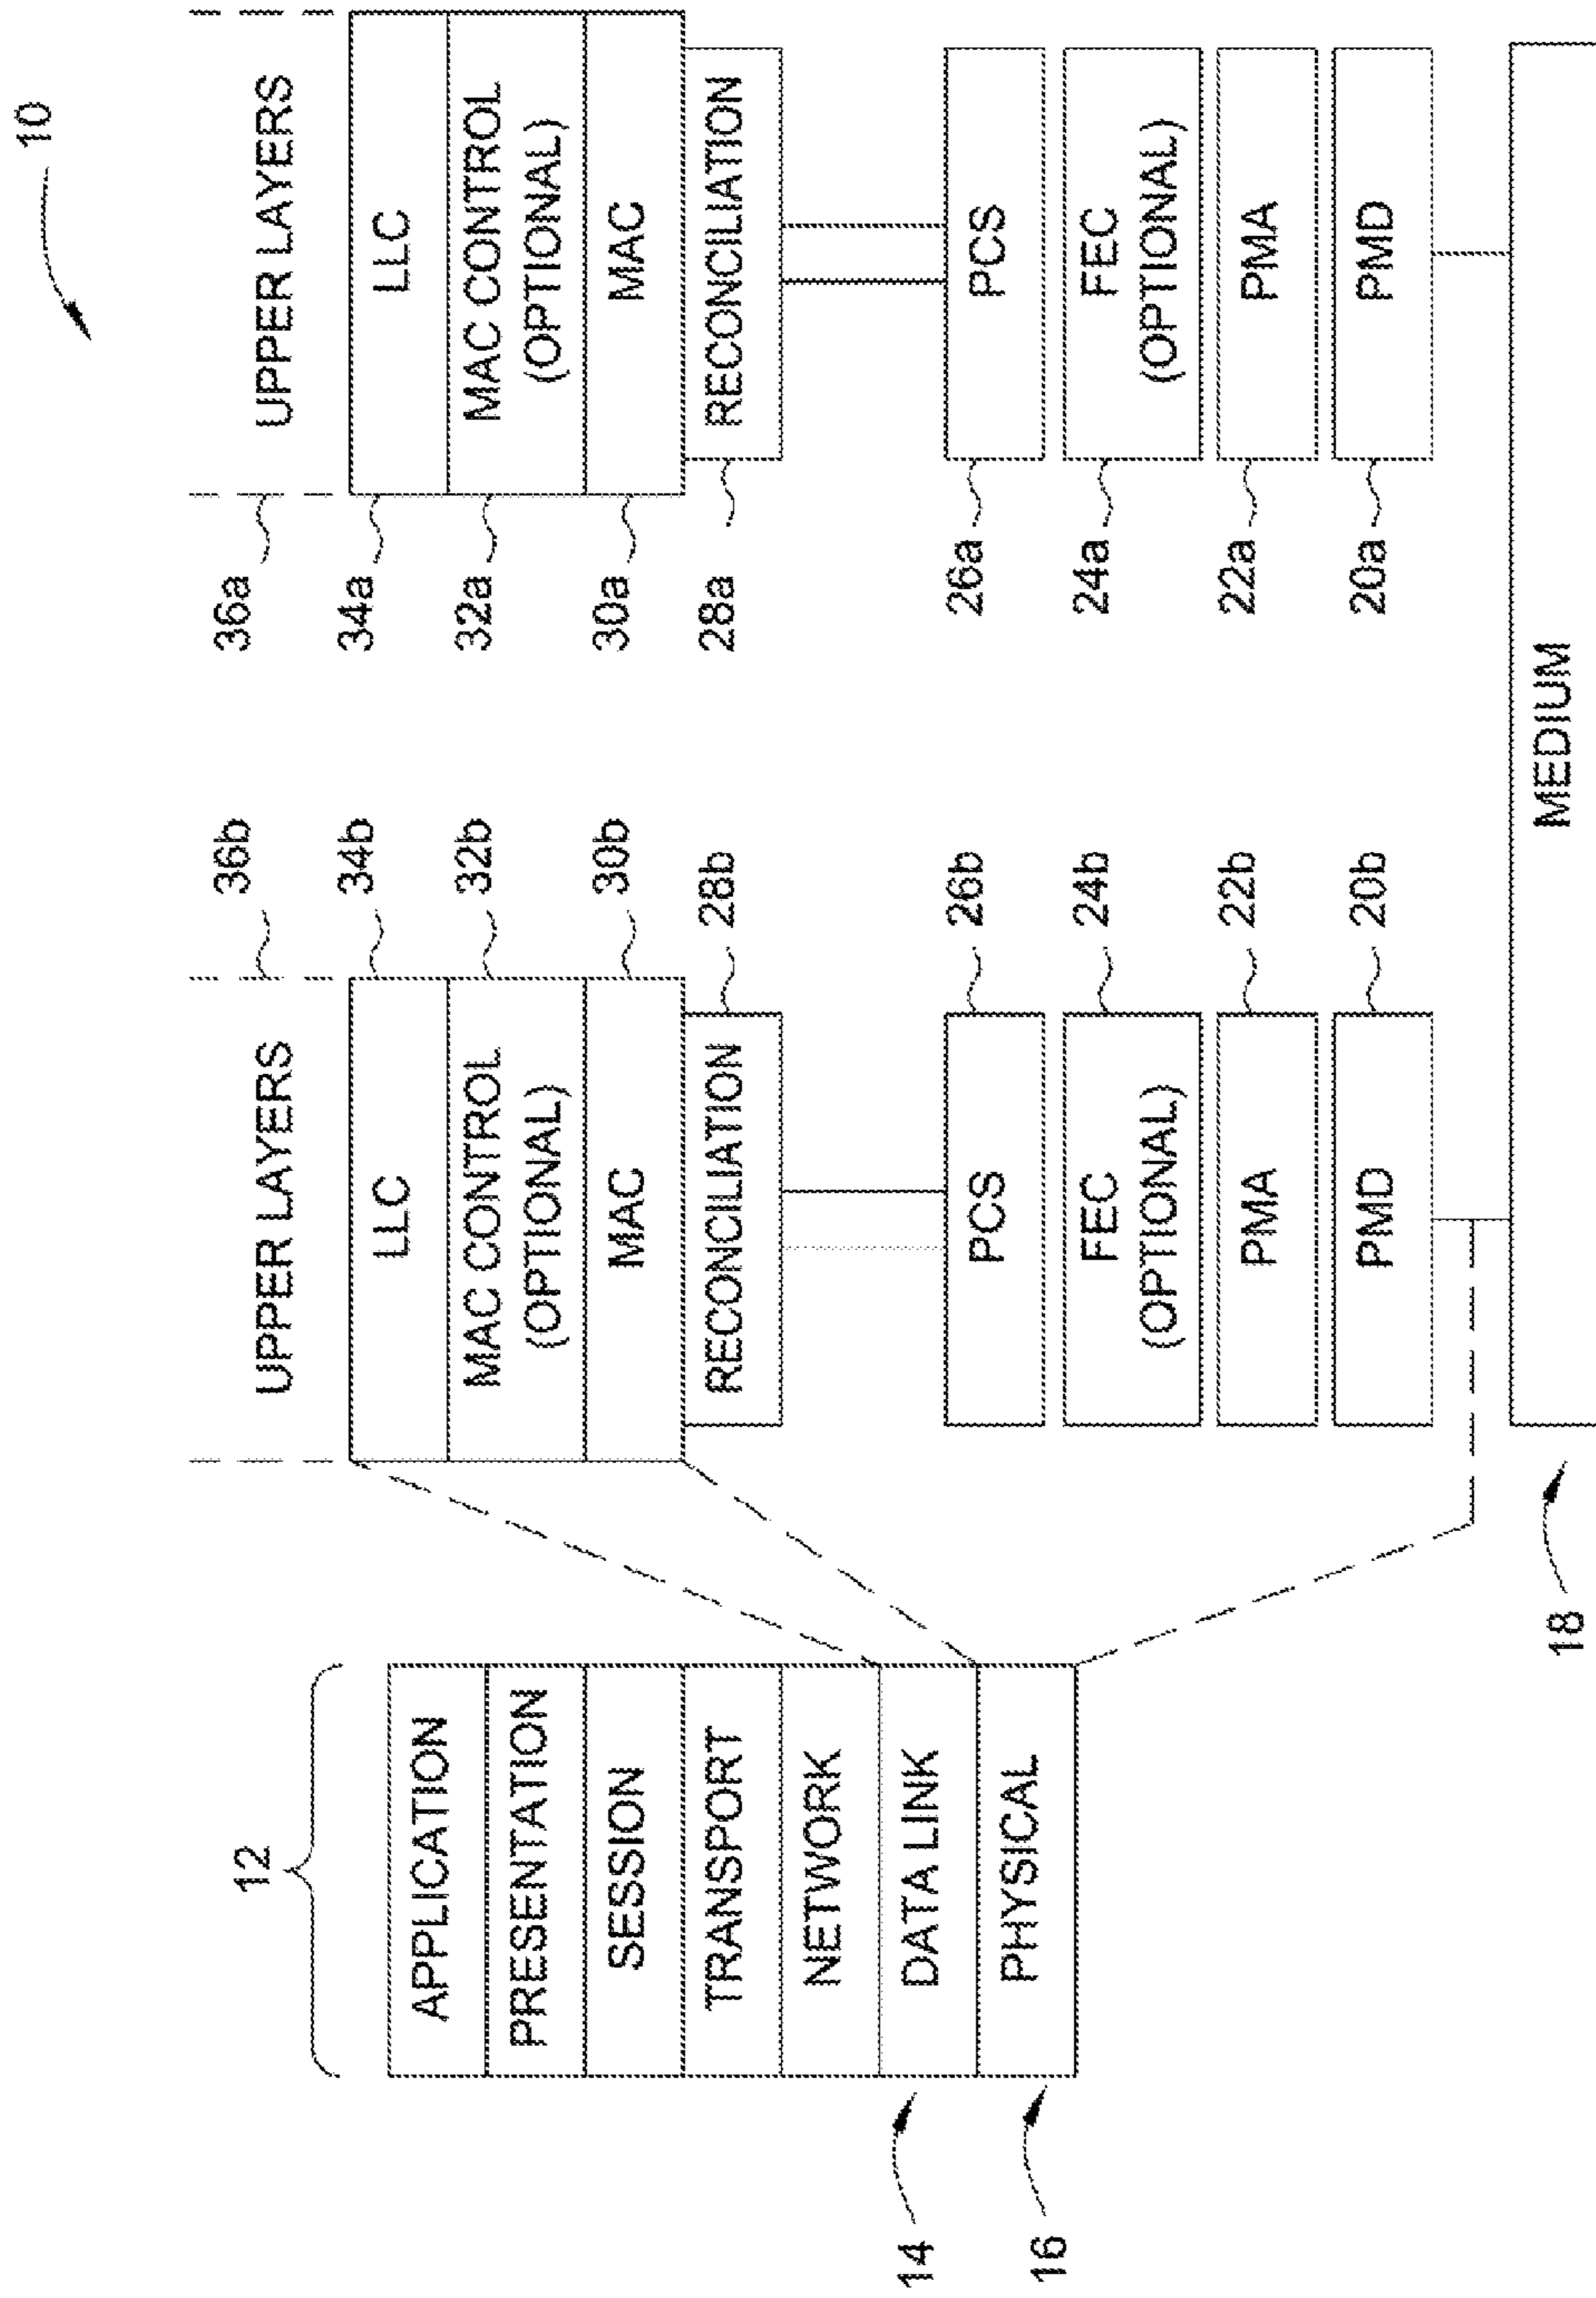 10
12
APPLICATION
PRESENTATION
SESSION
TRANSPORT
NETWORK
DATA LINK
PHYSICAL
14
16
UPPER LAYERS
LLC
MAC CONTROL
(OPTIONAL)
MAC
RECONCILIATION
PCS
FEC
(OPTIONAL)
PMA
PMD
36b
34b
32b
30b
28b
26b
24b
22b
20b
36a
34a
32a
30a
28a
26a
24a
22a
20a
UPPER LAYERS
LLC
MAC CONTROL
(OPTIONAL)
MAC
RECONCILIATION
PCS
FEC
(OPTIONAL)
PMA
PMD
MEDIUM
18